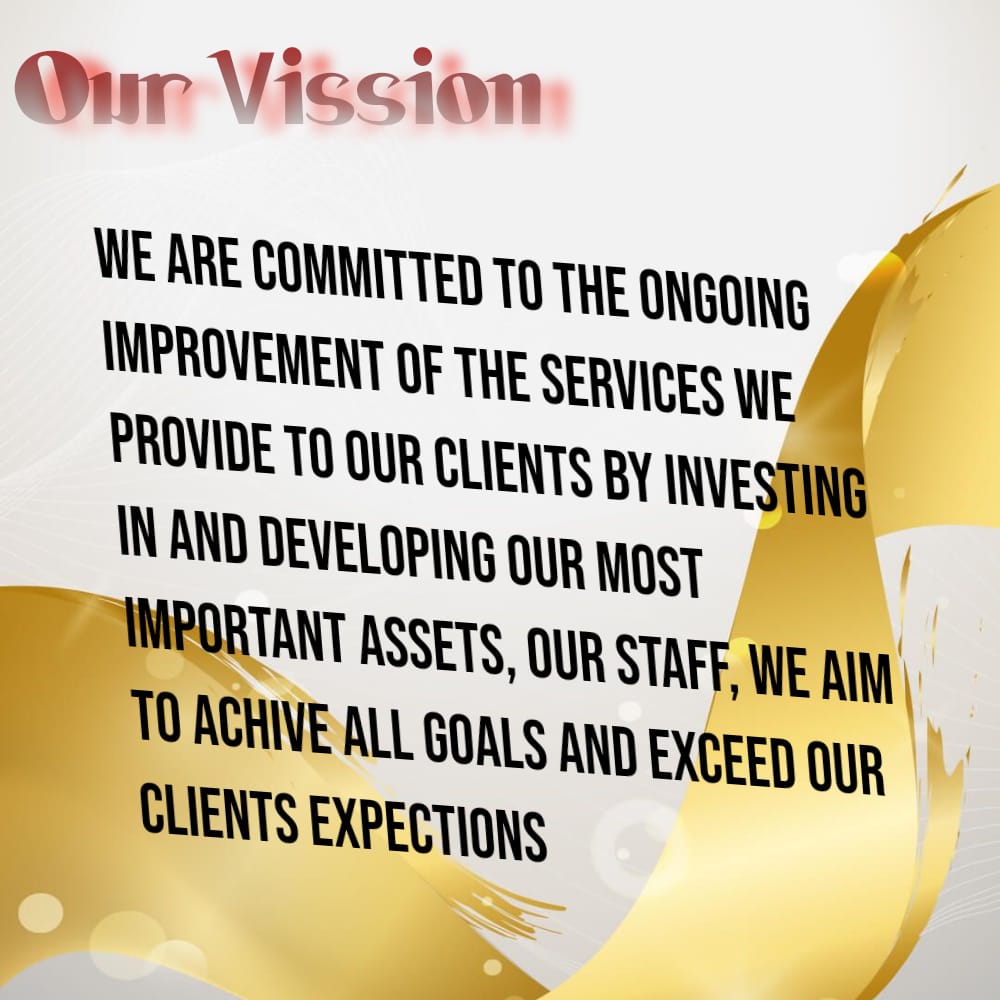 Our Vission
WE ARE COMMITTED TO THE ONGOING
IMPROVEMENT OF THE SERVICES WE
PROVIDE TO OUR CLIENTS BY INVESTING
IN AND DEVELOPING OUR MOST
IMPORTANT ASSETS, OUR STAFF, WE AIM
TO ACHIVE ALL GOALS AND EXCEED OUR
CLIENTS EXPECTIONS